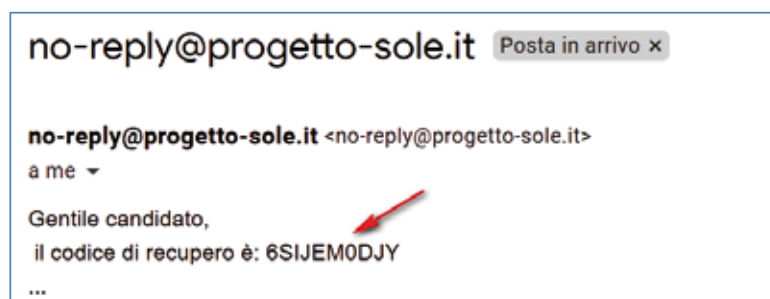 no-reply@progetto-sole.it Posta in arrivo ×
no-reply@progetto-sole.it <no-reply@progetto-sole.it>
a me
Gentile candidato,
il codice di recupero è: 6SIJEM0DJY
...